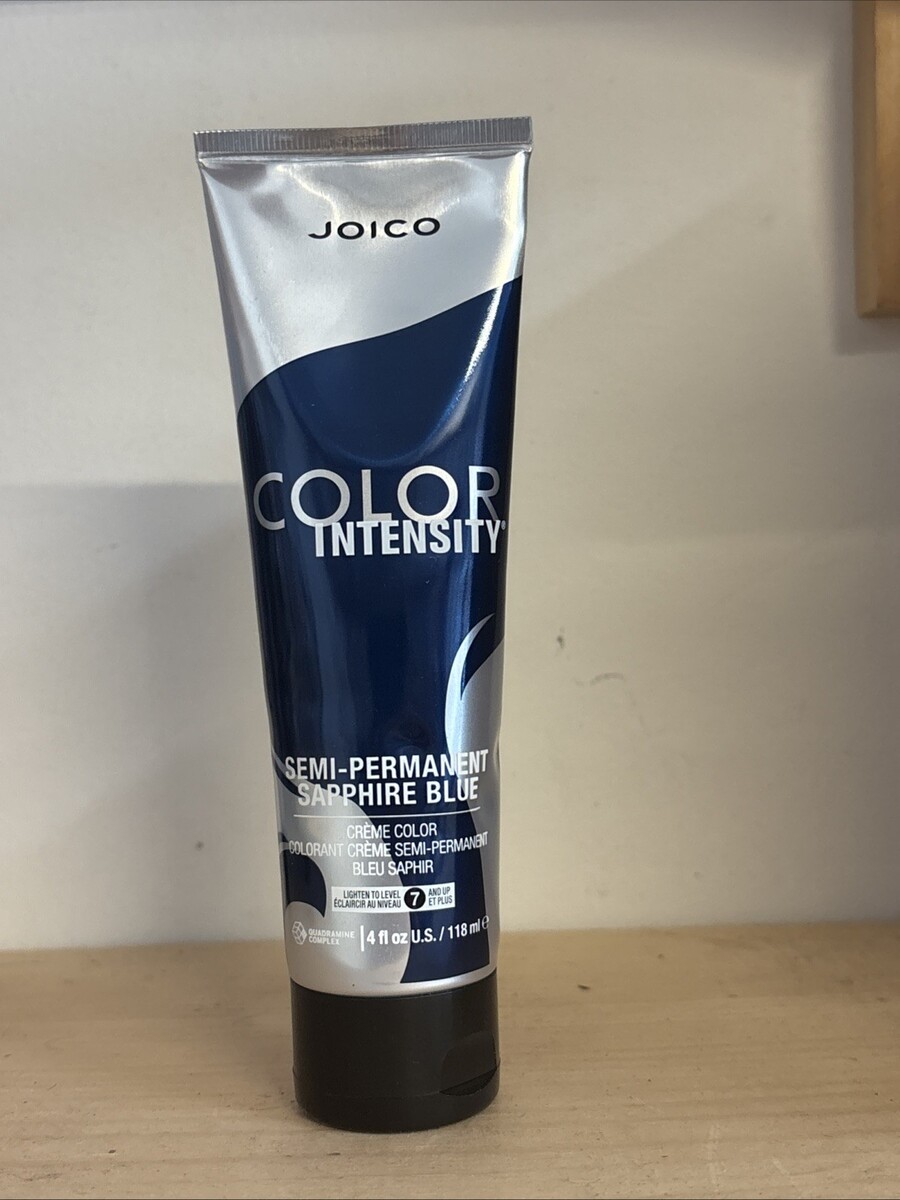 JOICO
COLOR
INTENSITY®
SEMI-PERMANENT
SAPPHIRE BLUE
CRÈME COLOR
COLORANT CRÈME SEMI-PERMANENT
BLEU SAPHIR
LIGHTEN TO LEVEL 7 AND UP
ÉCLAIRCIR AU NIVEAU ET PLUS
QUADRAMINE
COMPLEX
4 fl oz U.S. / 118 ml ℮